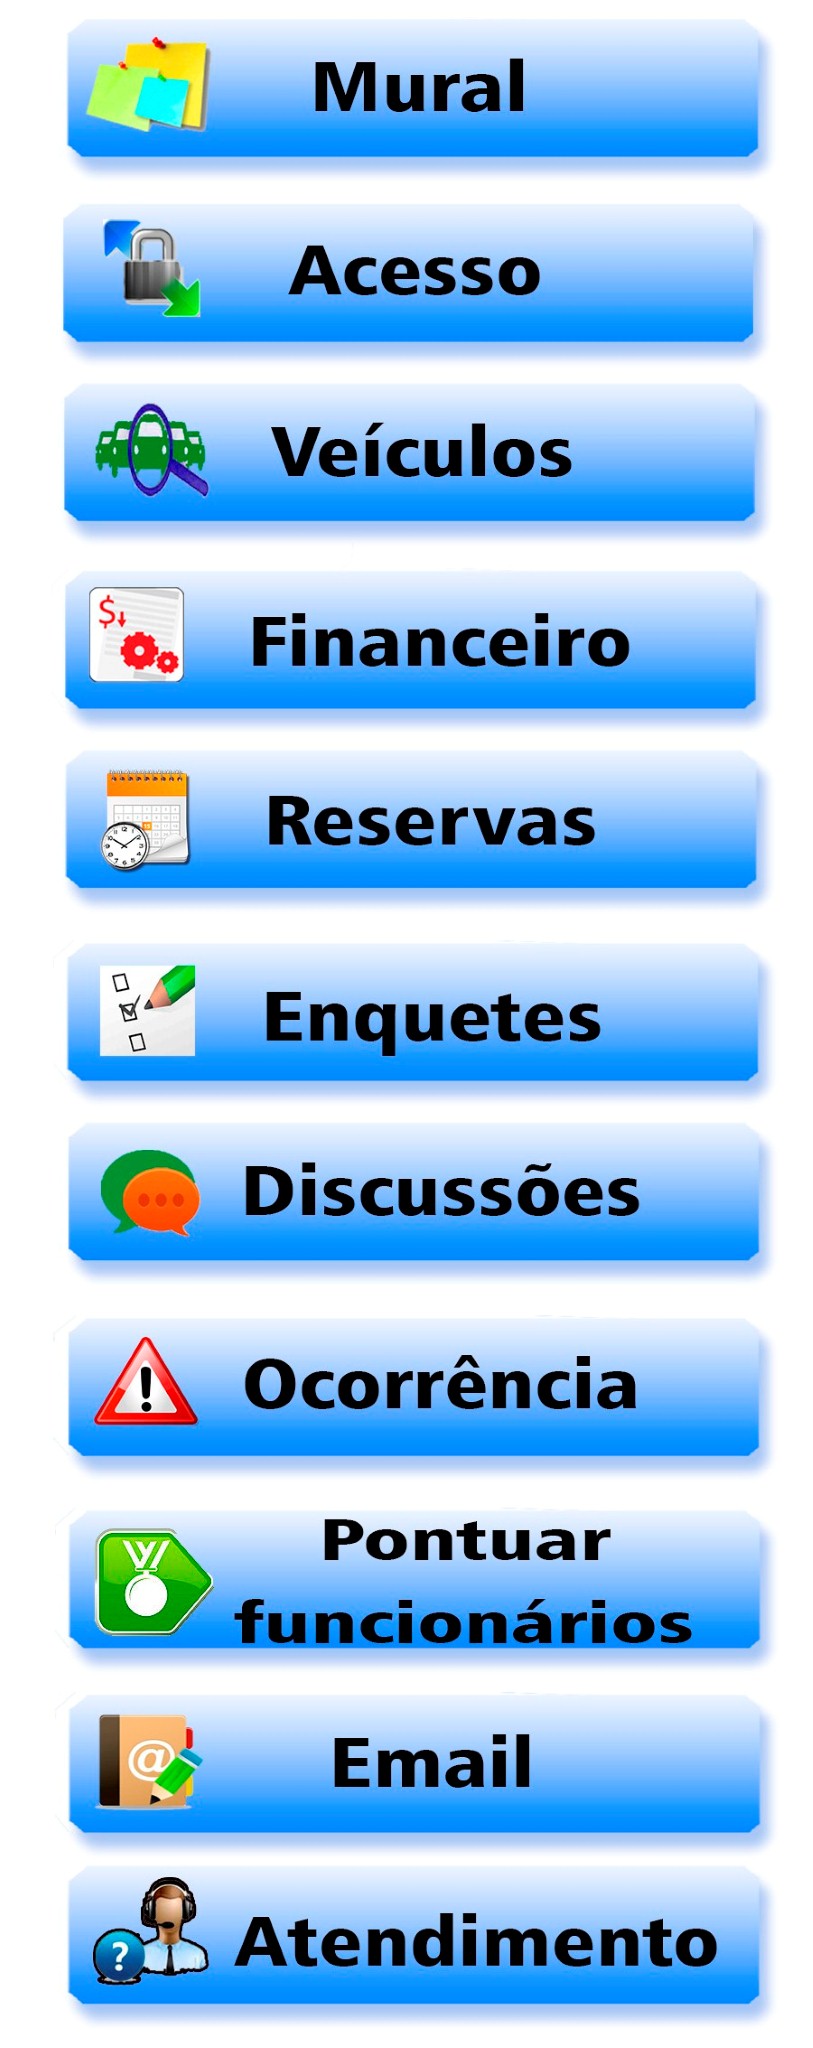 Mural
Acesso
Veículos
Financeiro
Reservas
Enquetes
Discussões
Ocorrência
Pontuar
funcionários
Email
Atendimento